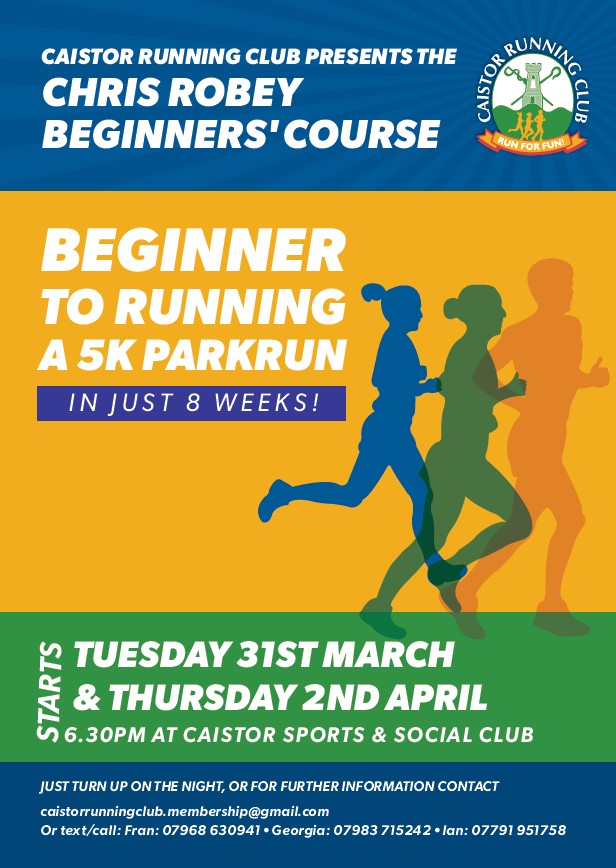 CAISTOR RUNNING CLUB PRESENTS THE
CHRIS ROBEY
BEGINNERS' COURSE
CAISTOR RUNNING CLUB
RUN FOR FUN!
BEGINNER
TO RUNNING
A 5K PARKRUN
IN JUST 8 WEEKS!
STARTS
TUESDAY 31ST MARCH
& THURSDAY 2ND APRIL
6.30PM AT CAISTOR SPORTS & SOCIAL CLUB
JUST TURN UP ON THE NIGHT, OR FOR FURTHER INFORMATION CONTACT
caistorrunningclub.membership@gmail.com
Or text/call: Fran: 07968 630941 • Georgia: 07983 715242 • Ian: 07791 951758